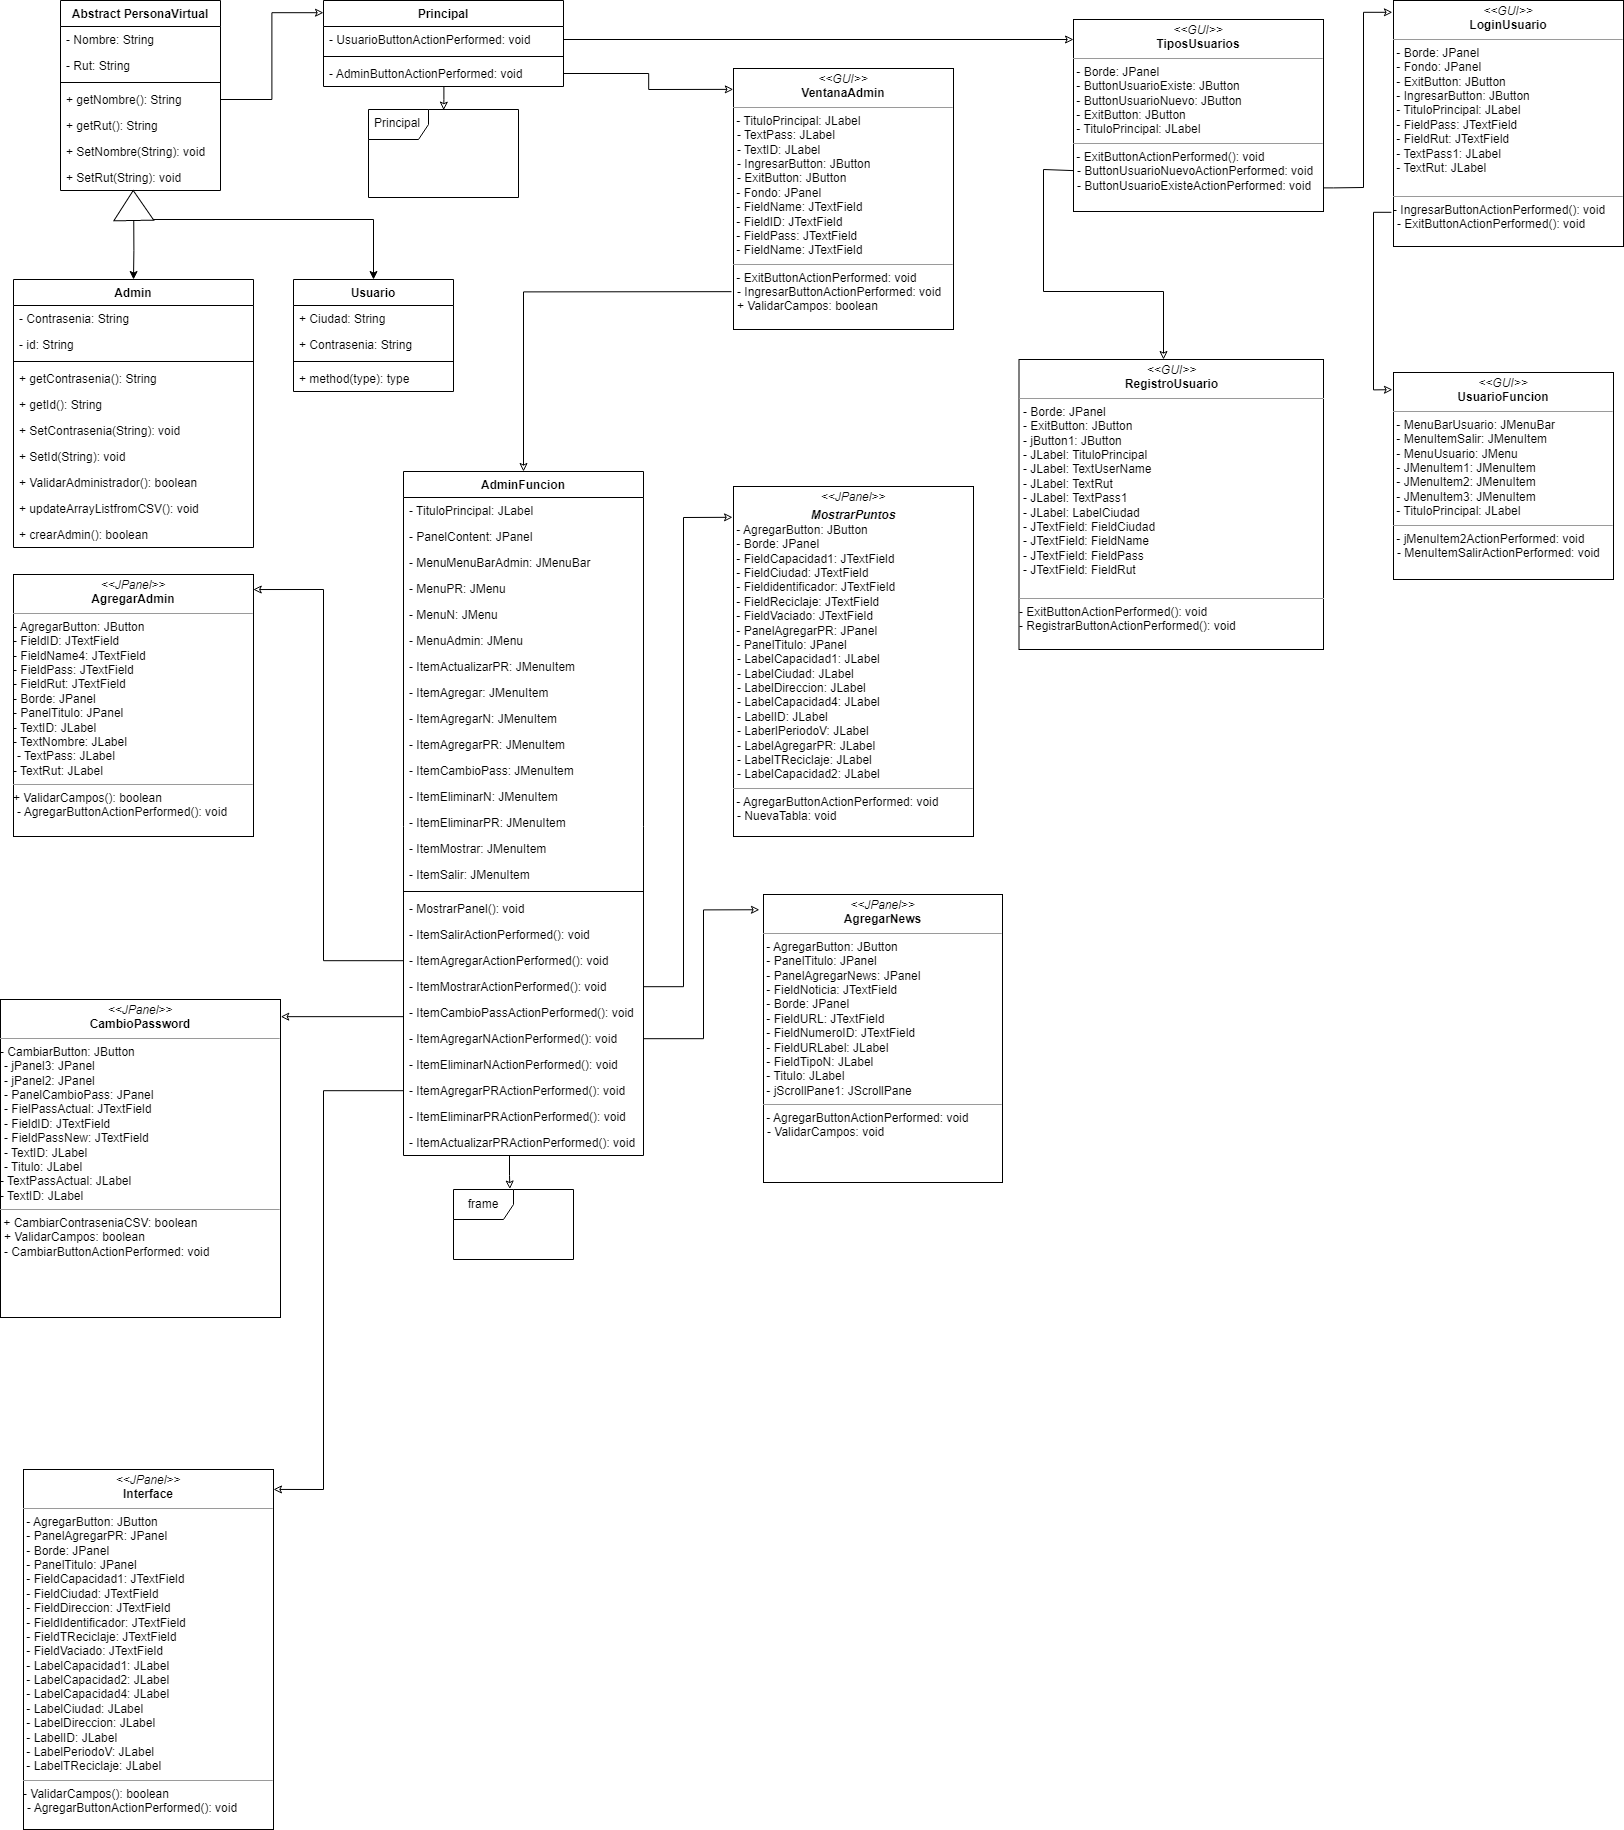 Abstract PersonaVirtual
- Nombre: String
- Rut: String
+ getNombre(): String
+ getRut(): String
+ SetNombre(String): void
+ SetRut(String): void
Principal
- UsuarioButtonActionPerformed: void
- AdminButtonActionPerformed: void
Principal
<<GUI>>
VentanaAdmin
- TituloPrincipal: JLabel
- TextPass: JLabel
- TextID: JLabel
- IngresarButton: JButton
- ExitButton: JButton
- Fondo: JPanel
- FieldName: JTextField
- FieldID: JTextField
- FieldPass: JTextField
- FieldName: JTextField
- ExitButtonActionPerformed: void
- IngresarButtonActionPerformed: void
+ ValidarCampos: boolean
<<GUI>>
TiposUsuarios
- Borde: JPanel
- ButtonUsuarioExiste: JButton
- ButtonUsuarioNuevo: JButton
- ExitButton: JButton
- TituloPrincipal: JLabel
- ExitButtonActionPerformed(): void
- ButtonUsuarioNuevoActionPerformed: void
- ButtonUsuarioExisteActionPerformed: void
<<GUI>>
LoginUsuario
- Borde: JPanel
- Fondo: JPanel
- ExitButton: JButton
- IngresarButton: JButton
- TituloPrincipal: JLabel
- FieldPass: JTextField
- FieldRut: JTextField
- TextPass1: JLabel
- TextRut: JLabel
- IngresarButtonActionPerformed(): void
- ExitButtonActionPerformed(): void
Admin
- Contrasenia: String
- id: String
+ getContrasenia(): String
+ getId(): String
+ SetContrasenia(String): void
+ SetId(String): void
+ ValidarAdministrador(): boolean
+ updateArrayListfromCSV(): void
+ crearAdmin(): boolean
Usuario
+ Ciudad: String
+ Contrasenia: String
+ method(type): type
<<GUI>>
RegistroUsuario
- Borde: JPanel
- ExitButton: JButton
- jButton1: JButton
- JLabel: TituloPrincipal
- JLabel: TextUserName
- JLabel: TextRut
- JLabel: TextPass1
- JLabel: LabelCiudad
- JTextField: FieldCiudad
- JTextField: FieldName
- JTextField: FieldPass
- JTextField: FieldRut
- ExitButtonActionPerformed(): void
- RegistrarButtonActionPerformed(): void
<<GUI>>
UsuarioFuncion
- MenuBarUsuario: JMenuBar
- MenuItemSalir: JMenuItem
- MenuUsuario: JMenu
- JMenuItem1: JMenuItem
- JMenuItem2: JMenuItem
- JMenuItem3: JMenuItem
- TituloPrincipal: JLabel
- jMenuItem2ActionPerformed: void
- MenuItemSalirActionPerformed: void
AdminFuncion
- TituloPrincipal: JLabel
- PanelContent: JPanel
- MenuMenuBarAdmin: JMenuBar
- MenuPR: JMenu
- MenuN: JMenu
- MenuAdmin: JMenu
- ItemActualizarPR: JMenuItem
- ItemAgregar: JMenuItem
- ItemAgregarN: JMenuItem
- ItemAgregarPR: JMenuItem
- ItemCambioPass: JMenuItem
- ItemEliminarN: JMenuItem
- ItemEliminarPR: JMenuItem
- ItemMostrar: JMenuItem
- ItemSalir: JMenuItem
- MostrarPanel(): void
- ItemSalirActionPerformed(): void
- ItemAgregarActionPerformed(): void
- ItemMostrarActionPerformed(): void
- ItemCambioPassActionPerformed(): void
- ItemAgregarNActionPerformed(): void
- ItemEliminarNActionPerformed(): void
- ItemAgregarPRActionPerformed(): void
- ItemEliminarPRActionPerformed(): void
- ItemActualizarPRActionPerformed(): void
frame
<<JPanel>>
MostrarPuntos
- AgregarButton: JButton
- Borde: JPanel
- FieldCapacidad1: JTextField
- FieldCiudad: JTextField
- Fieldidentificador: JTextField
- FieldReciclaje: JTextField
- FieldVaciado: JTextField
- PanelAgregarPR: JPanel
- PanelTitulo: JPanel
- LabelCapacidad1: JLabel
- LabelCiudad: JLabel
- LabelDireccion: JLabel
- LabelCapacidad4: JLabel
- LabelID: JLabel
- LaberlPeriodoV: JLabel
- LabelAgregarPR: JLabel
- LabelTReciclaje: JLabel
- LabelCapacidad2: JLabel
- AgregarButtonActionPerformed: void
- NuevaTabla: void
<<JPanel>>
AgregarAdmin
- AgregarButton: JButton
- FieldID: JTextField
- FieldName4: JTextField
- FieldPass: JTextField
- FieldRut: JTextField
- Borde: JPanel
- PanelTitulo: JPanel
- TextID: JLabel
- TextNombre: JLabel
- TextPass: JLabel
- TextRut: JLabel
+ ValidarCampos(): boolean
- AgregarButtonActionPerformed(): void
<<JPanel>>
AgregarNews
- AgregarButton: JButton
- PanelTitulo: JPanel
- PanelAgregarNews: JPanel
- FieldNoticia: JTextField
- Borde: JPanel
- FieldURL: JTextField
- FieldNumeroID: JTextField
- FieldURLabel: JLabel
- FieldTipoN: JLabel
- Titulo: JLabel
- jScrollPane1: JScrollPane
- AgregarButtonActionPerformed: void
- ValidarCampos: void
<<JPanel>>
CambioPassword
- CambiarButton: JButton
- jPanel3: JPanel
- jPanel2: JPanel
- PanelCambioPass: JPanel
- FielPassActual: JTextField
- FieldID: JTextField
- FieldPassNew: JTextField
- TextID: JLabel
- Titulo: JLabel
- TextPassActual: JLabel
- TextID: JLabel
+ CambiarContraseniaCSV: boolean
+ ValidarCampos: boolean
- CambiarButtonActionPerformed: void
<<JPanel>>
Interface
- AgregarButton: JButton
- PanelAgregarPR: JPanel
- Borde: JPanel
- PanelTitulo: JPanel
- FieldCapacidad1: JTextField
- FieldCiudad: JTextField
- FieldDireccion: JTextField
- FieldIdentificador: JTextField
- FieldTReciclaje: JTextField
- FieldVaciado: JTextField
- LabelCapacidad1: JLabel
- LabelCapacidad2: JLabel
- LabelCapacidad4: JLabel
- LabelCiudad: JLabel
- LabelDireccion: JLabel
- LabelID: JLabel
- LabelPeriodoV: JLabel
- LabelTReciclaje: JLabel
- ValidarCampos(): boolean
- AgregarButtonActionPerformed(): void